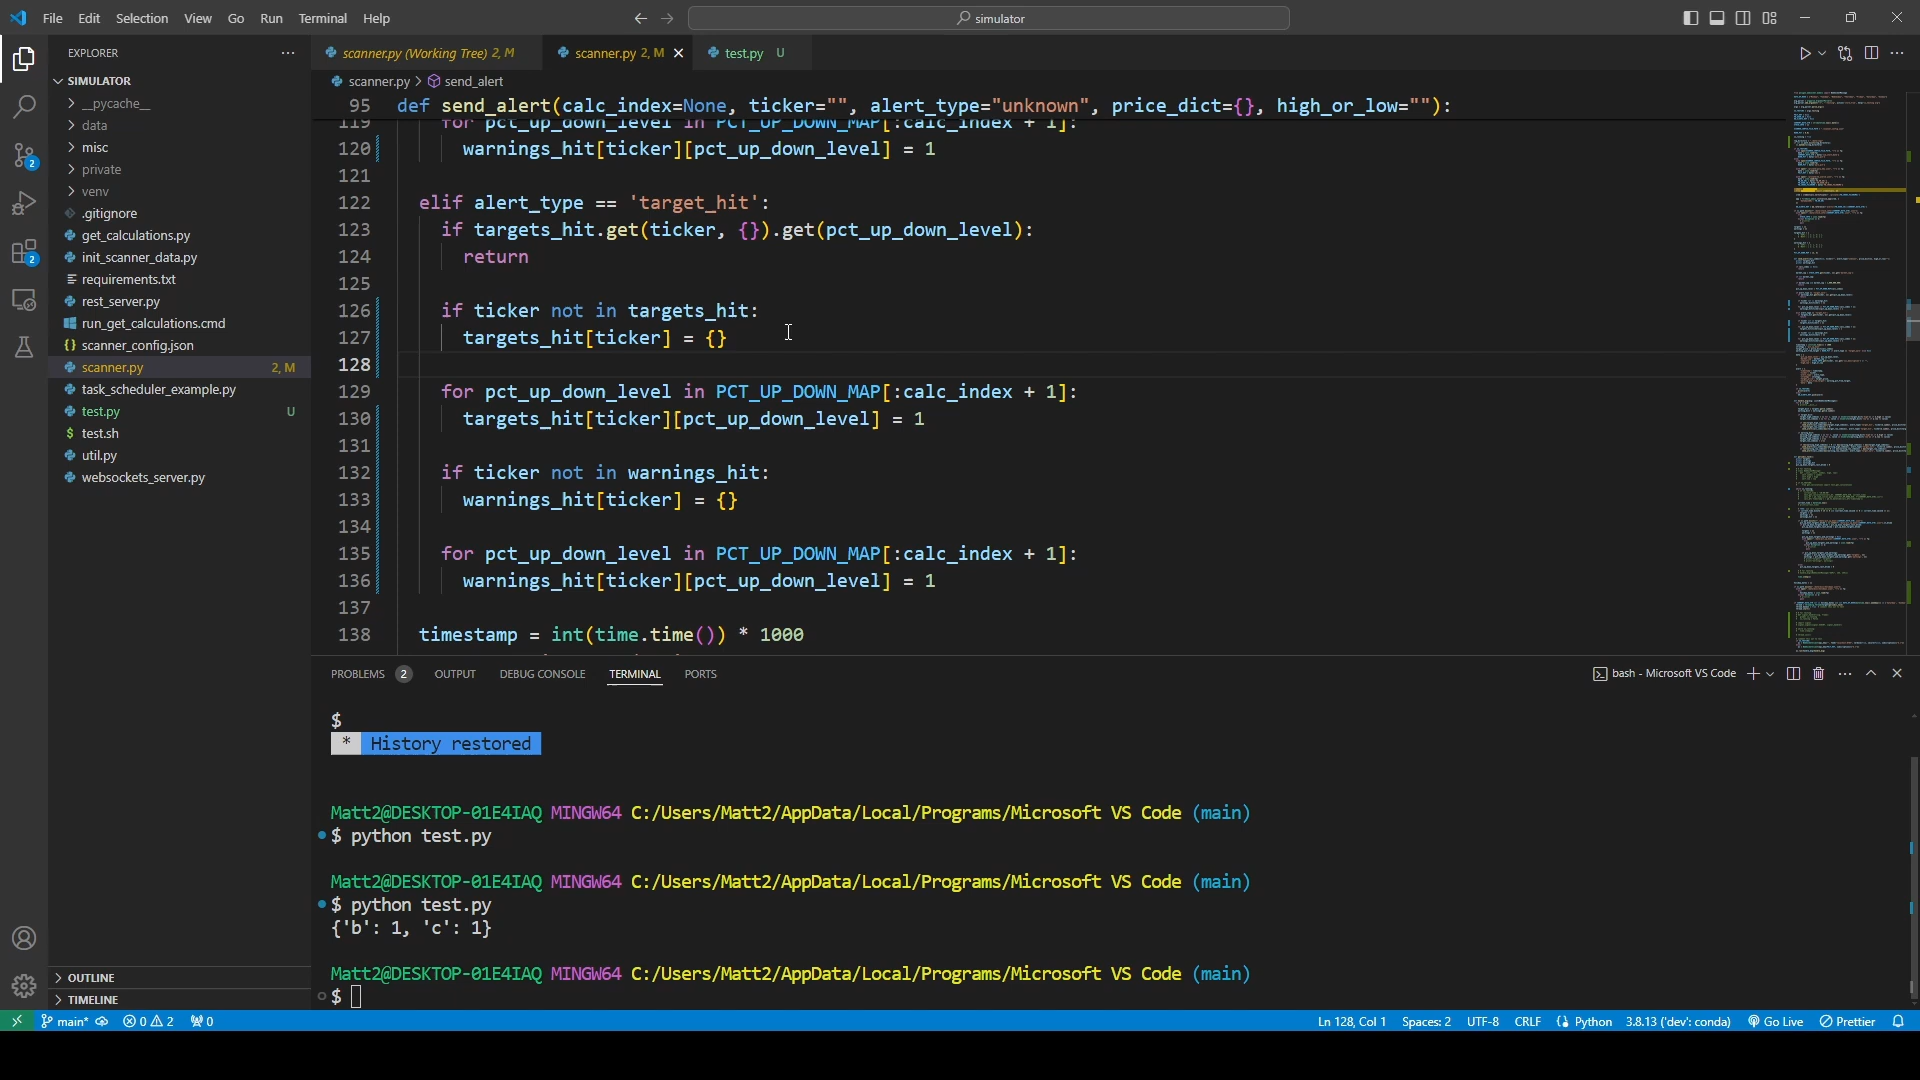 File Edit Selection View Go Run Terminal Help
simulator
EXPLORER
SIMULATOR
__pycache__
data
misc
private
venv
.gitignore
get_calculations.py
init_scanner_data.py
requirements.txt
rest_server.py
run_get_calculations.cmd
scanner_config.json
scanner.py 2, M
task_scheduler_example.py
test.py U
test.sh
util.py
websockets_server.py
OUTLINE
TIMELINE
2
2
scanner.py (Working Tree) 2, M
scanner.py 2, M
test.py U
scanner.py > send_alert
95 def send_alert(calc_index=None, ticker="", alert_type="unknown", price_dict={}, high_or_low=""):
119 for pct_up_down_level in PCT_UP_DOWN_MAP[:calc_index + 1]:
120 warnings_hit[ticker][pct_up_down_level] = 1
121
122 elif alert_type == 'target_hit':
123 if targets_hit.get(ticker, {}).get(pct_up_down_level):
124 return
125
126 if ticker not in targets_hit:
127 targets_hit[ticker] = {}
128
129 for pct_up_down_level in PCT_UP_DOWN_MAP[:calc_index + 1]:
130 targets_hit[ticker][pct_up_down_level] = 1
131
132 if ticker not in warnings_hit:
133 warnings_hit[ticker] = {}
134
135 for pct_up_down_level in PCT_UP_DOWN_MAP[:calc_index + 1]:
136 warnings_hit[ticker][pct_up_down_level] = 1
137
138 timestamp = int(time.time()) * 1000
PROBLEMS 2 OUTPUT DEBUG CONSOLE TERMINAL PORTS
bash - Microsoft VS Code
$
* History restored
Matt2@DESKTOP-01E4IAQ MINGW64 C:/Users/Matt2/AppData/Local/Programs/Microsoft VS Code (main)
$ python test.py
Matt2@DESKTOP-01E4IAQ MINGW64 C:/Users/Matt2/AppData/Local/Programs/Microsoft VS Code (main)
$ python test.py
{'b': 1, 'c': 1}
Matt2@DESKTOP-01E4IAQ MINGW64 C:/Users/Matt2/AppData/Local/Programs/Microsoft VS Code (main)
$
main* 0 2 0
Ln 128, Col 1 Spaces: 2 UTF-8 CRLF {} Python 3.8.13 ('dev': conda) Go Live Prettier